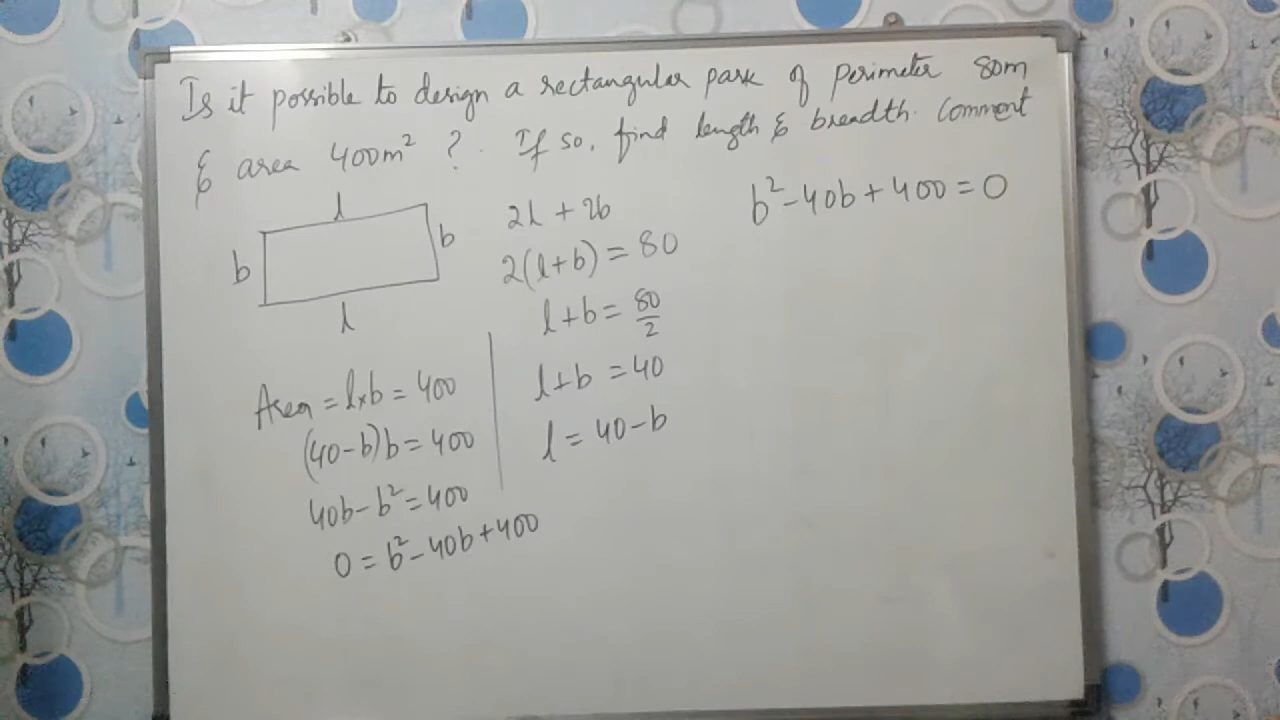 Is it possible to design a rectangular park of perimeter 80m
& area 400m² ? If so, find length & breadth. Comment
l
b
b
l
2l + 2b
2(l+b) = 80
l+b = 80/2
l+b = 40
l = 40-b
Area = l×b = 400
(40-b)b = 400
40b-b² = 400
0 = b²-40b+400
b²-40b+400=0